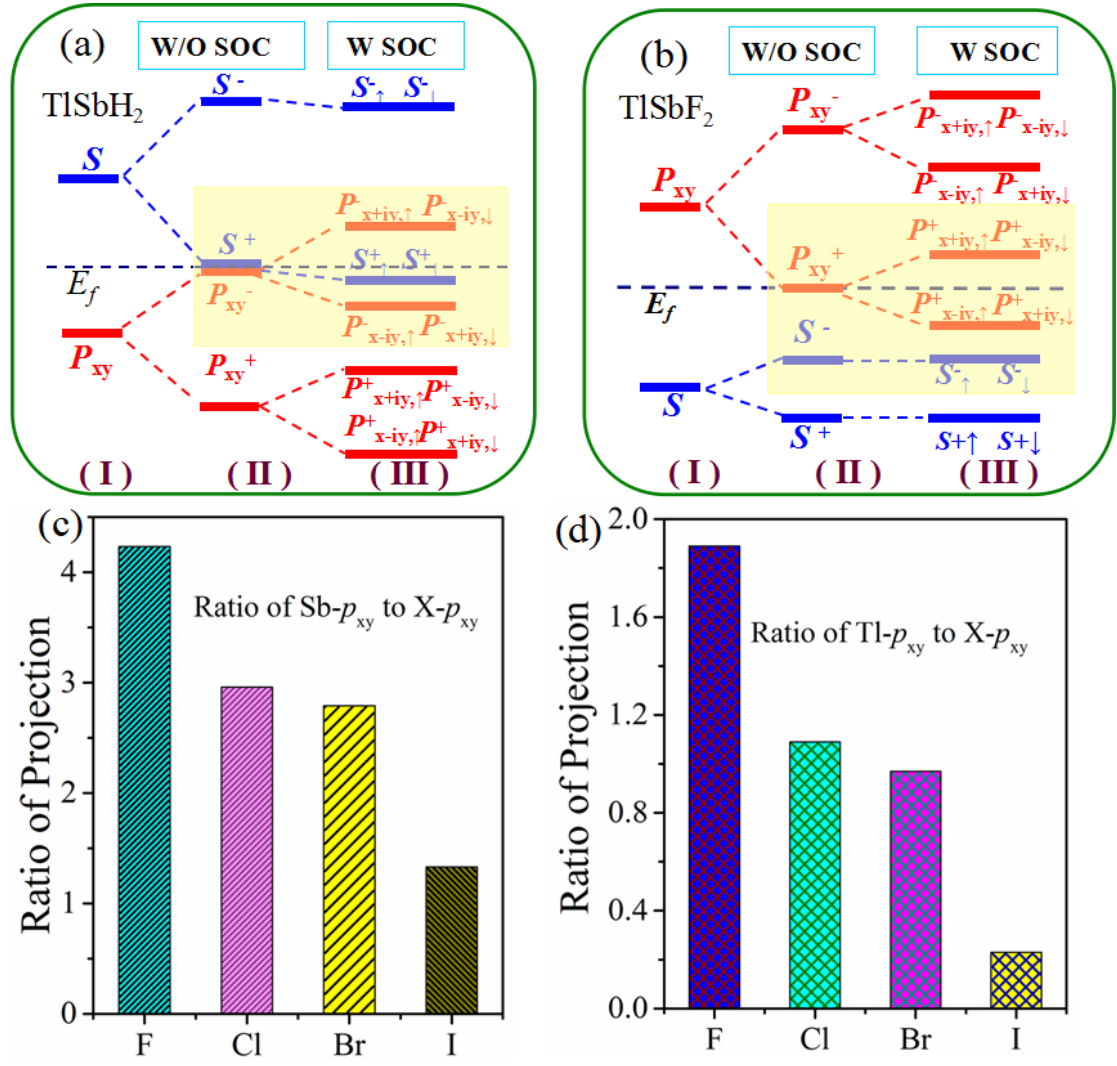 (a) W/O SOC W SOC
TlSbH₂
S⁻ S⁻↑ S⁻↓
S
P⁻x+iy,↑ P⁻x-iy,↓
S⁺ S⁺↑ S⁺↓
E_f
Pxy⁻
P⁻x-iy,↑ P⁻x+iy,↓
Pxy
Pxy⁺
P⁺x+iy,↑ P⁺x-iy,↓
P⁺x-iy,↑ P⁺x+iy,↓
( I ) ( II ) ( III )
(b) W/O SOC W SOC
TlSbF₂
Pxy⁻
P⁻x+iy,↑ P⁻x-iy,↓
Pxy
P⁻x-iy,↑ P⁻x+iy,↓
P⁺x+iy,↑ P⁺x-iy,↓
Pxy⁺
E_f
P⁺x-iy,↑ P⁺x+iy,↓
S⁻
S⁻↑ S⁻↓
S
S⁺ S+↑ S+↓
( I ) ( II ) ( III )
(c)
Ratio of Sb-pxy to X-pxy
Ratio of Projection
4
3
2
1
0
F Cl Br I
(d)
Ratio of Tl-pxy to X-pxy
Ratio of Projection
2.0
1.6
1.2
0.8
0.4
0.0
F Cl Br I